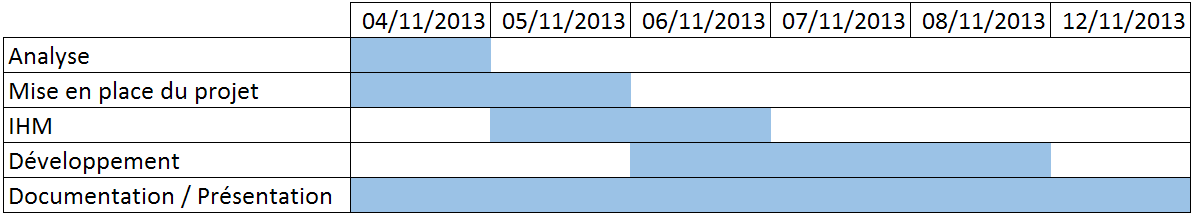 04/11/2013 05/11/2013 06/11/2013 07/11/2013 08/11/2013 12/11/2013
Analyse
Mise en place du projet
IHM
Développement
Documentation / Présentation